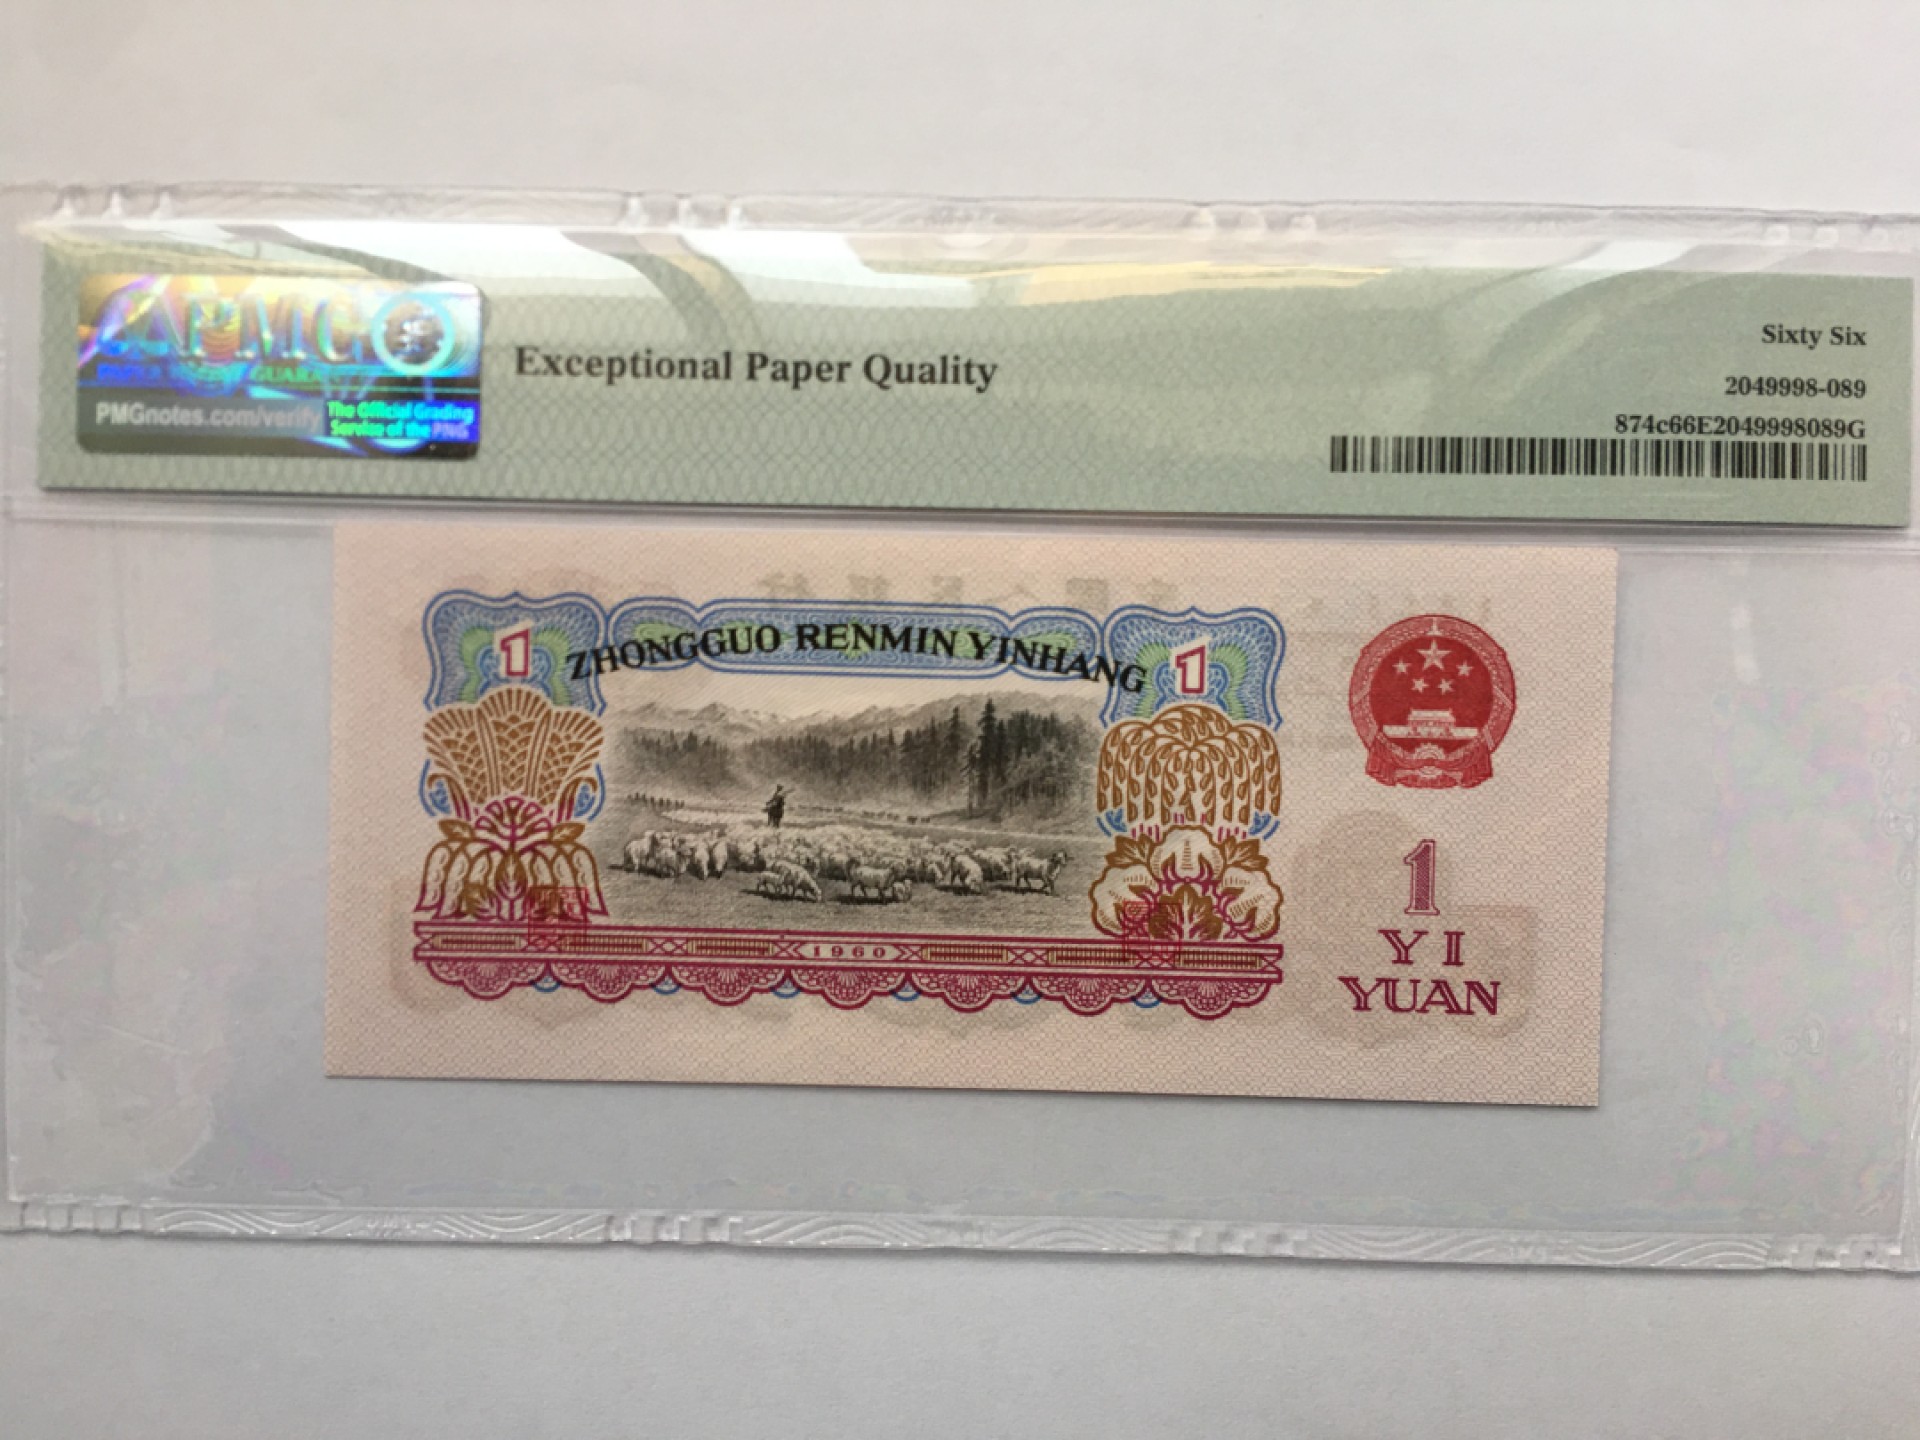 PMG
PMGnotes.com/verify
The Official Grading
Service of the PNG
Exceptional Paper Quality
Sixty Six
2049998-089
874c66E2049998089G
1
ZHONGGUO RENMIN YINHANG
1
1960
1
YI
YUAN